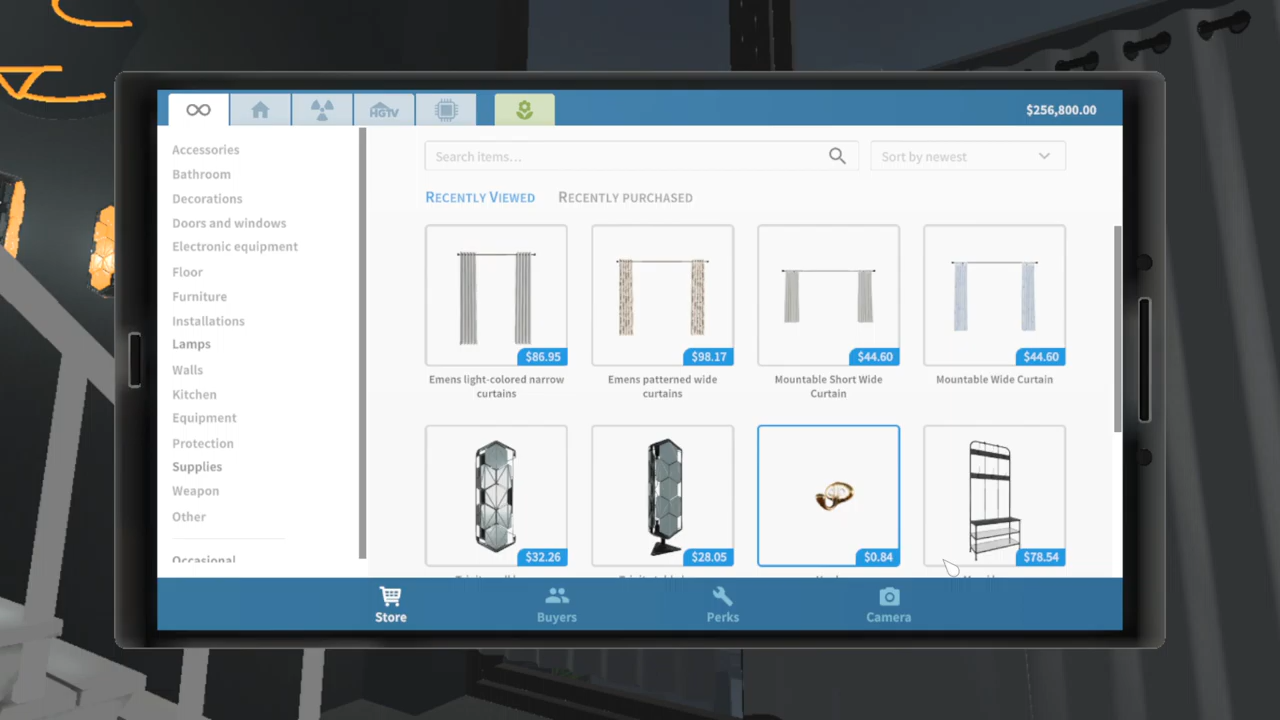 HGTV
$256,800.00
Search items...
Sort by newest
RECENTLY VIEWED
RECENTLY PURCHASED
Accessories
Bathroom
Decorations
Doors and windows
Electronic equipment
Floor
Furniture
Installations
Lamps
Walls
Kitchen
Equipment
Protection
Supplies
Weapon
Other
Occasional
$86.95
$98.17
$44.60
$44.60
Emens light-colored narrow
curtains
Emens patterned wide
curtains
Mountable Short Wide
Curtain
Mountable Wide Curtain
$32.26
$28.05
$0.84
$78.54
Store
Buyers
Perks
Camera